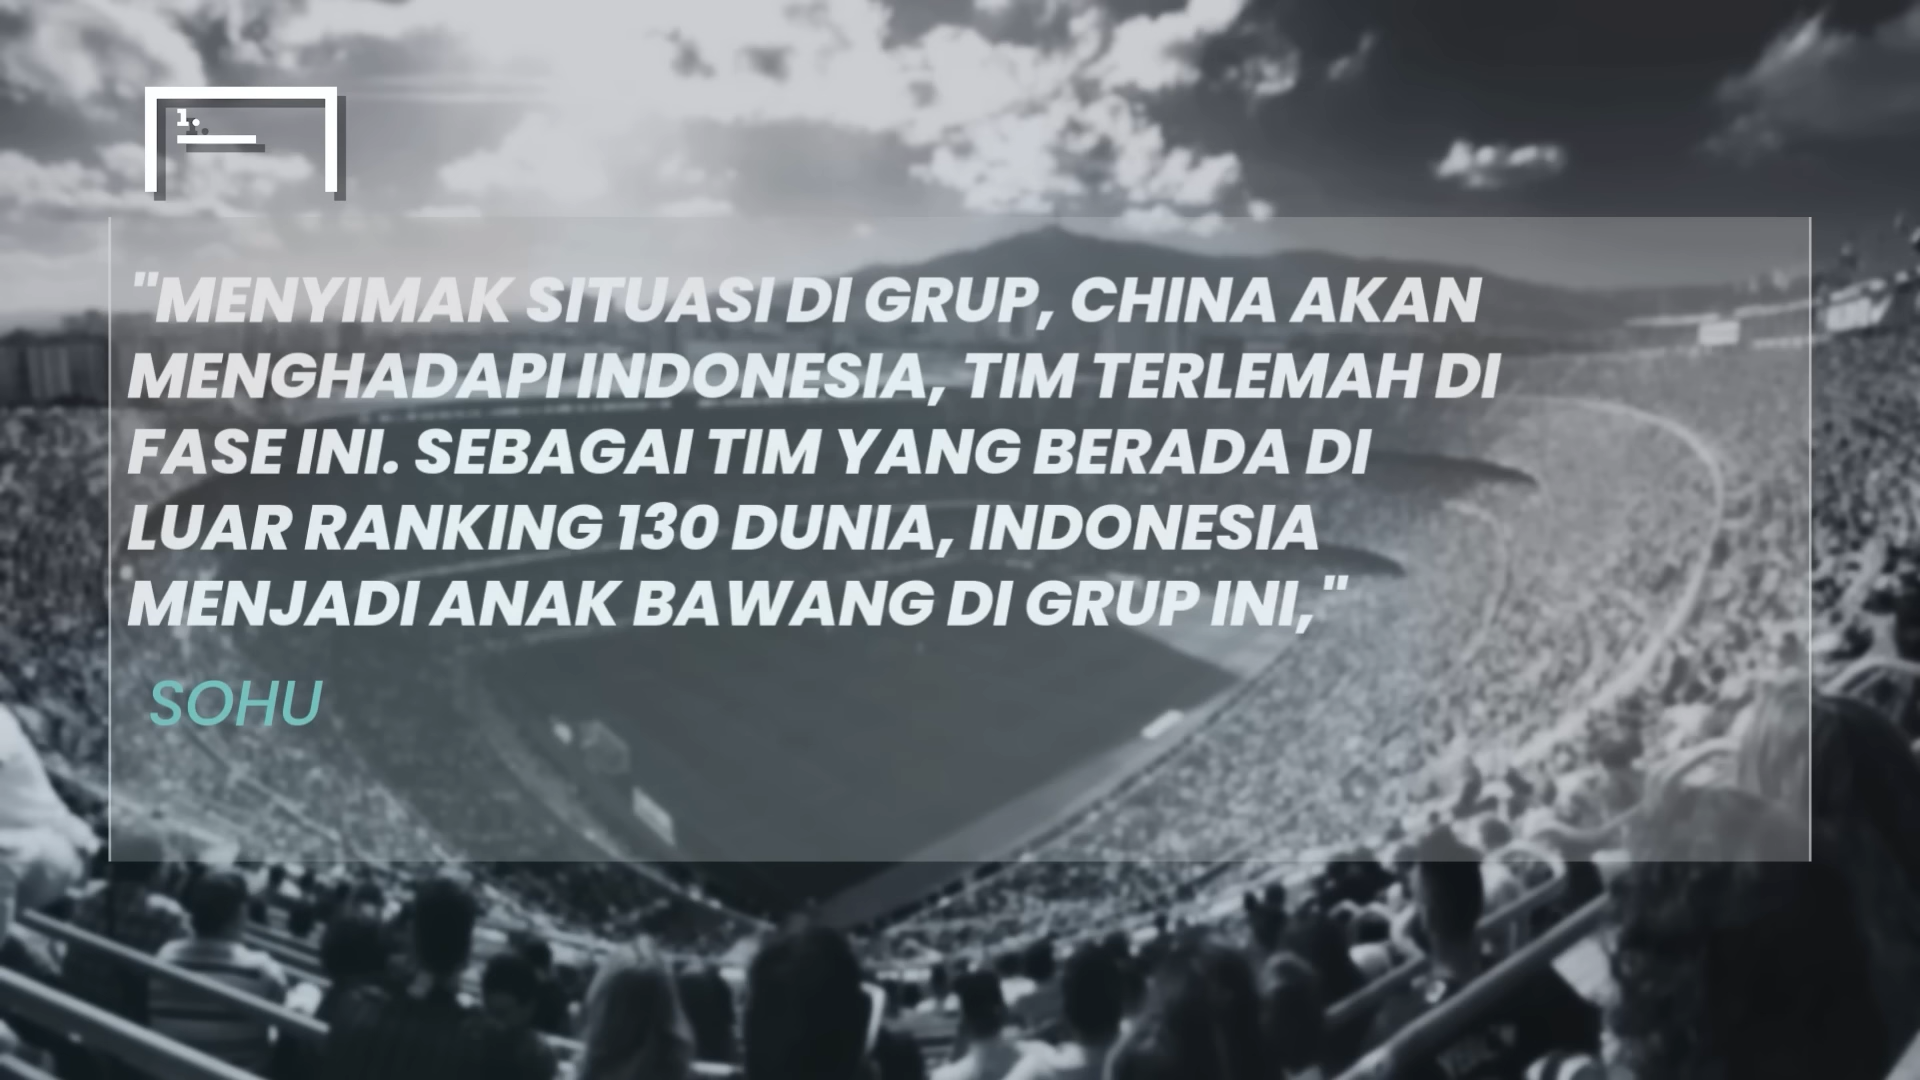 1.
"MENYIMAK SITUASI DI GRUP, CHINA AKAN
MENGHADAPI INDONESIA, TIM TERLEMAH DI
FASE INI. SEBAGAI TIM YANG BERADA DI
LUAR RANKING 130 DUNIA, INDONESIA
MENJADI ANAK BAWANG DI GRUP INI,"
SOHU